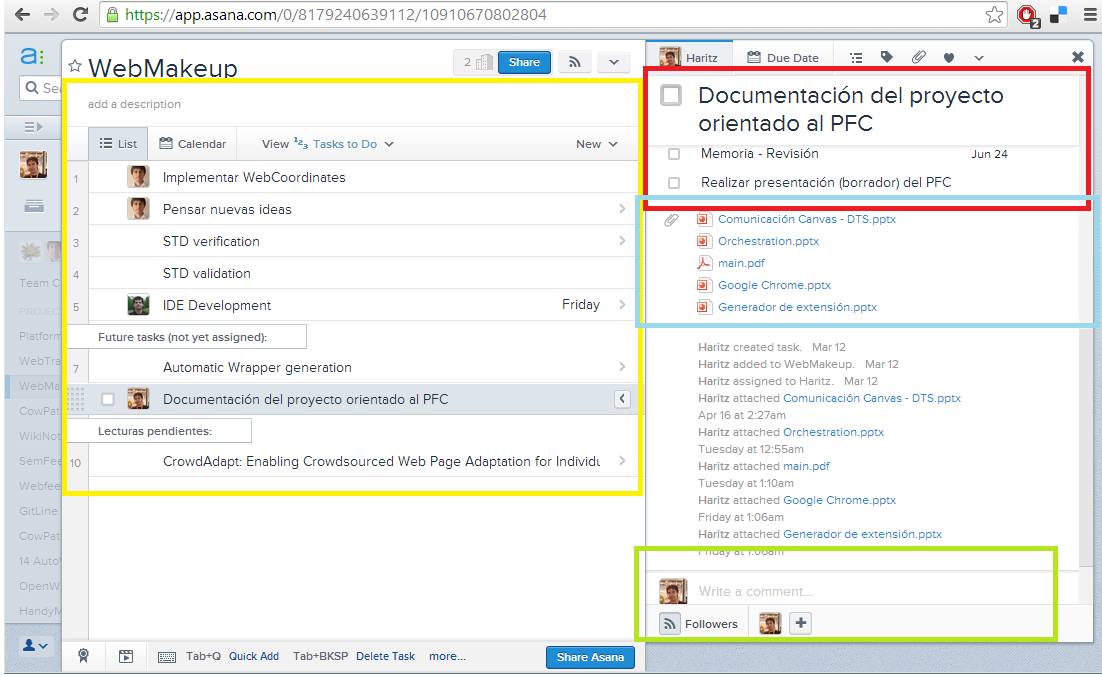 https://app.asana.com/0/8179240639112/10910670802804
2
a:
WebMakeup
2
Share
Se
add a description
List
Calendar
View
Tasks to Do
New
1 Implementar WebCoordinates
2 Pensar nuevas ideas
3 STD verification
4 STD validation
5 IDE Development Friday
Future tasks (not yet assigned):
7 Automatic Wrapper generation
Documentación del proyecto orientado al PFC
Lecturas pendientes:
10 CrowdAdapt: Enabling Crowdsourced Web Page Adaptation for Individu
Team C
PROJEC
Platform
WebTra
WebMa
CowPat
WikiNot
SemFee
Webfee
GitLine
CowPat
14 Auto
OpenW
HandyM
Tab+Q Quick Add Tab+BKSP Delete Task more...
Share Asana
Haritz
Due Date
Documentación del proyecto
orientado al PFC
Memoria - Revisión Jun 24
Realizar presentación (borrador) del PFC
Comunicación Canvas - DTS.pptx
Orchestration.pptx
main.pdf
Google Chrome.pptx
Generador de extensión.pptx
Haritz created task. Mar 12
Haritz added to WebMakeup. Mar 12
Haritz assigned to Haritz. Mar 12
Haritz attached Comunicación Canvas - DTS.pptx
Apr 16 at 2:27am
Haritz attached Orchestration.pptx
Tuesday at 12:55am
Haritz attached main.pdf
Tuesday at 1:10am
Haritz attached Google Chrome.pptx
Friday at 1:06am
Haritz attached Generador de extensión.pptx
Friday at 1:06am
Write a comment...
Followers
+